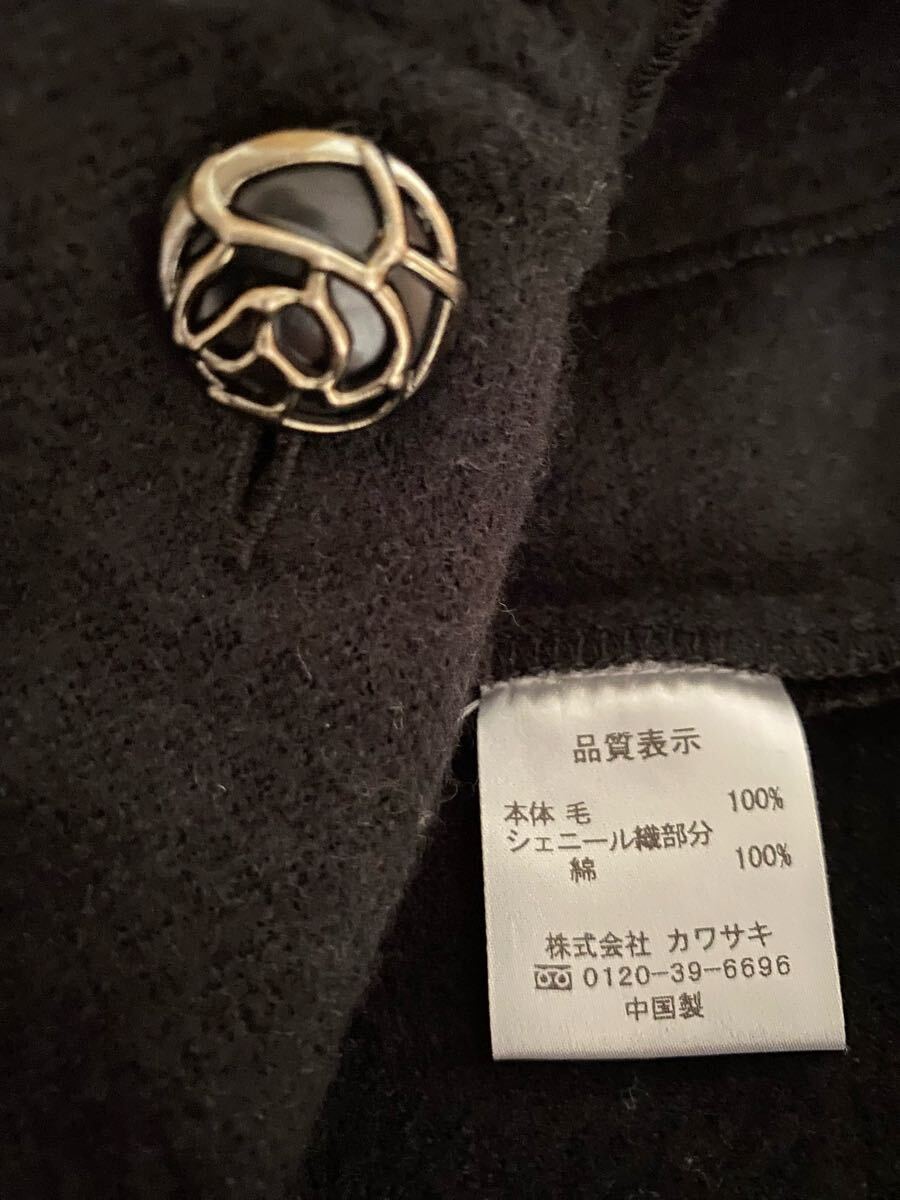 品質表示
本体 毛 100%
シェニール織部分
綿 100%
株式会社 カワサキ
0120-39-6696
中国製